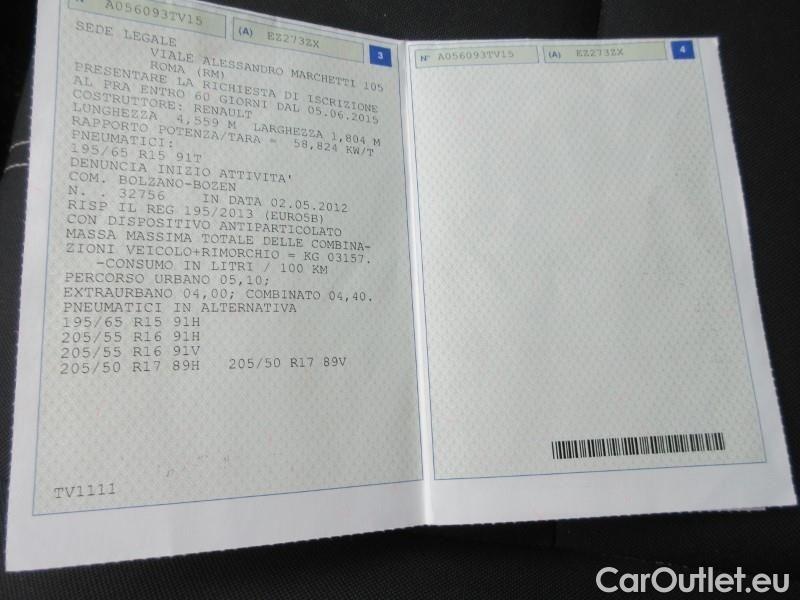 N° A056093TV15 (A) EZ273ZX 3
SEDE LEGALE
VIALE ALESSANDRO MARCHETTI 105
ROMA (RM)
PRESENTARE LA RICHIESTA DI ISCRIZIONE
AL PRA ENTRO 60 GIORNI DAL 05.06.2015
COSTRUTTORE: RENAULT
LUNGHEZZA 4,559 M LARGHEZZA 1,804 M
RAPPORTO POTENZA/TARA = 58,824 KW/T
PNEUMATICI:
195/65 R15 91T
DENUNCIA INIZIO ATTIVITA'
COM. BOLZANO-BOZEN
N. . 32756 IN DATA 02.05.2012
RISP IL REG 195/2013 (EURO5B)
CON DISPOSITIVO ANTIPARTICOLATO
MASSA MASSIMA TOTALE DELLE COMBINA-
ZIONI VEICOLO+RIMORCHIO = KG 03157.
-CONSUMO IN LITRI / 100 KM
PERCORSO URBANO 05,10;
EXTRAURBANO 04,00; COMBINATO 04,40.
PNEUMATICI IN ALTERNATIVA
195/65 R15 91H
205/55 R16 91H
205/55 R16 91V
205/50 R17 89H 205/50 R17 89V
TV1111
N° A056093TV15 (A) EZ273ZX 4
CarOutlet.eu